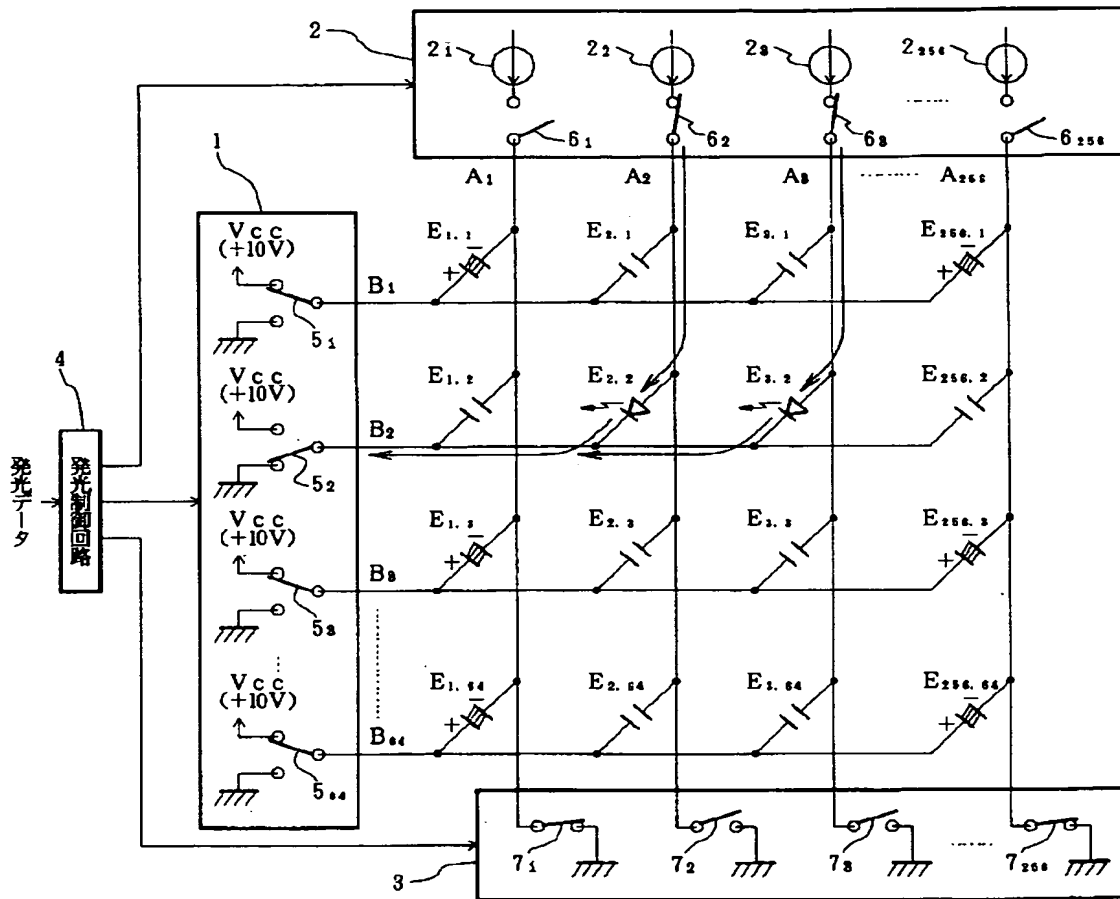 2
2₁ 2₂ 2₃ 2₂₅₆
6₁ 6₂ 6₃ 6₂₅₆
1
A₁ A₂ A₃ A₂₅₆
Vcc
(+10V)
5₁
B₁
E₁.₁ E₂.₁ E₃.₁ E₂₅₆.₁
+ − + −
4
発光データ
発光制御回路
Vcc
(+10V)
5₂
B₂
E₁.₂ E₂.₂ E₃.₂ E₂₅₆.₂
Vcc
(+10V)
5₃
B₃
E₁.₃ E₂.₃ E₃.₃ E₂₅₆.₃
+ − + −
Vcc
(+10V)
5₆₄
B₆₄
E₁.₆₄ E₂.₆₄ E₃.₆₄ E₂₅₆.₆₄
+ − + −
3
7₁ 7₂ 7₃ 7₂₅₆